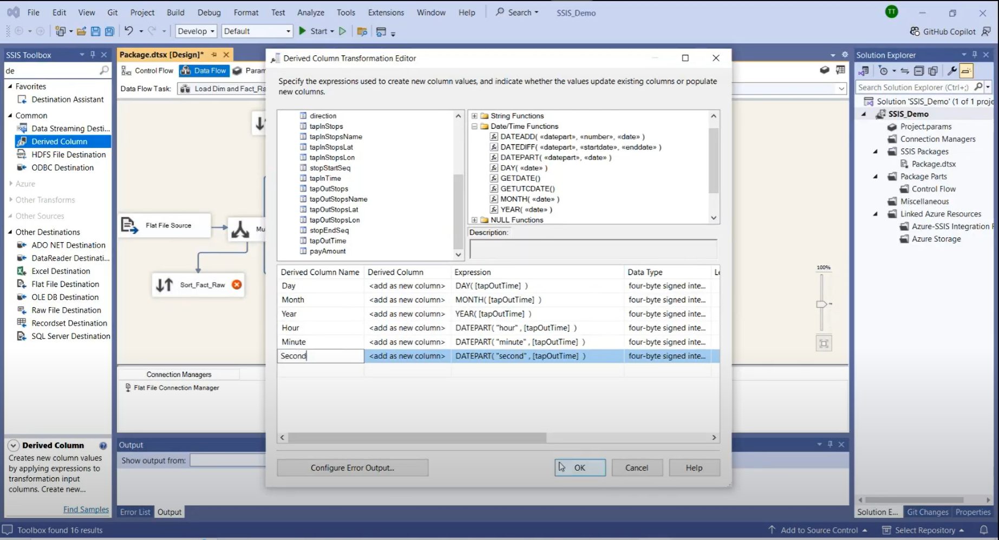 File Edit View Git Project Build Debug Format Test Analyze Tools Extensions Window Help Search SSIS_Demo TT
Develop Default Start GitHub Copilot
SSIS Toolbox
de
Favorites
Destination Assistant
Common
Data Streaming Desti...
Derived Column
HDFS File Destination
ODBC Destination
Azure
Other Transforms
Other Sources
Other Destinations
ADO NET Destination
DataReader Destinati...
Excel Destination
Flat File Destination
OLE DB Destination
Raw File Destination
Recordset Destination
SQL Server Destination
Derived Column
Creates new column values
by applying expressions to
transformation input
columns. Create new...
Find Samples
Package.dtsx [Design]*
Control Flow Data Flow Param
Data Flow Task: Load Dim and Fact_Ra
Flat File Source
Mu
Sort_Fact_Raw
100%
Connection Managers
Flat File Connection Manager
Output
Show output from:
Error List Output
Derived Column Transformation Editor
Specify the expressions used to create new column values, and indicate whether the values update existing columns or populate
new columns.
direction
tapInStops
tapInStopsName
tapInStopsLat
tapInStopsLon
stopStartSeq
tapInTime
tapOutStops
tapOutStopsName
tapOutStopsLat
tapOutStopsLon
stopEndSeq
tapOutTime
payAmount
String Functions
Date/Time Functions
DATEADD( «datepart», «number», «date» )
DATEDIFF( «datepart», «startdate», «enddate» )
DATEPART( «datepart», «date» )
DAY( «date» )
GETDATE()
GETUTCDATE()
MONTH( «date» )
YEAR( «date» )
NULL Functions
Description:
Derived Column Name Derived Column Expression Data Type Le
Day <add as new column> DAY( [tapOutTime] ) four-byte signed inte...
Month <add as new column> MONTH( [tapOutTime] ) four-byte signed inte...
Year <add as new column> YEAR( [tapOutTime] ) four-byte signed inte...
Hour <add as new column> DATEPART( "hour" , [tapOutTime] ) four-byte signed inte...
Minute <add as new column> DATEPART( "minute" , [tapOutTime] ) four-byte signed inte...
Second <add as new column> DATEPART( "second" , [tapOutTime] ) four-byte signed inte...
Configure Error Output... OK Cancel Help
Solution Explorer
Search Solution Explorer (Ctrl+;)
Solution 'SSIS_Demo' (1 of 1 proje
SSIS_Demo
Project.params
Connection Managers
SSIS Packages
Package.dtsx
Package Parts
Control Flow
Miscellaneous
Linked Azure Resources
Azure-SSIS Integration R
Azure Storage
Solution E... Git Changes Properties
Toolbox found 16 results Add to Source Control Select Repository